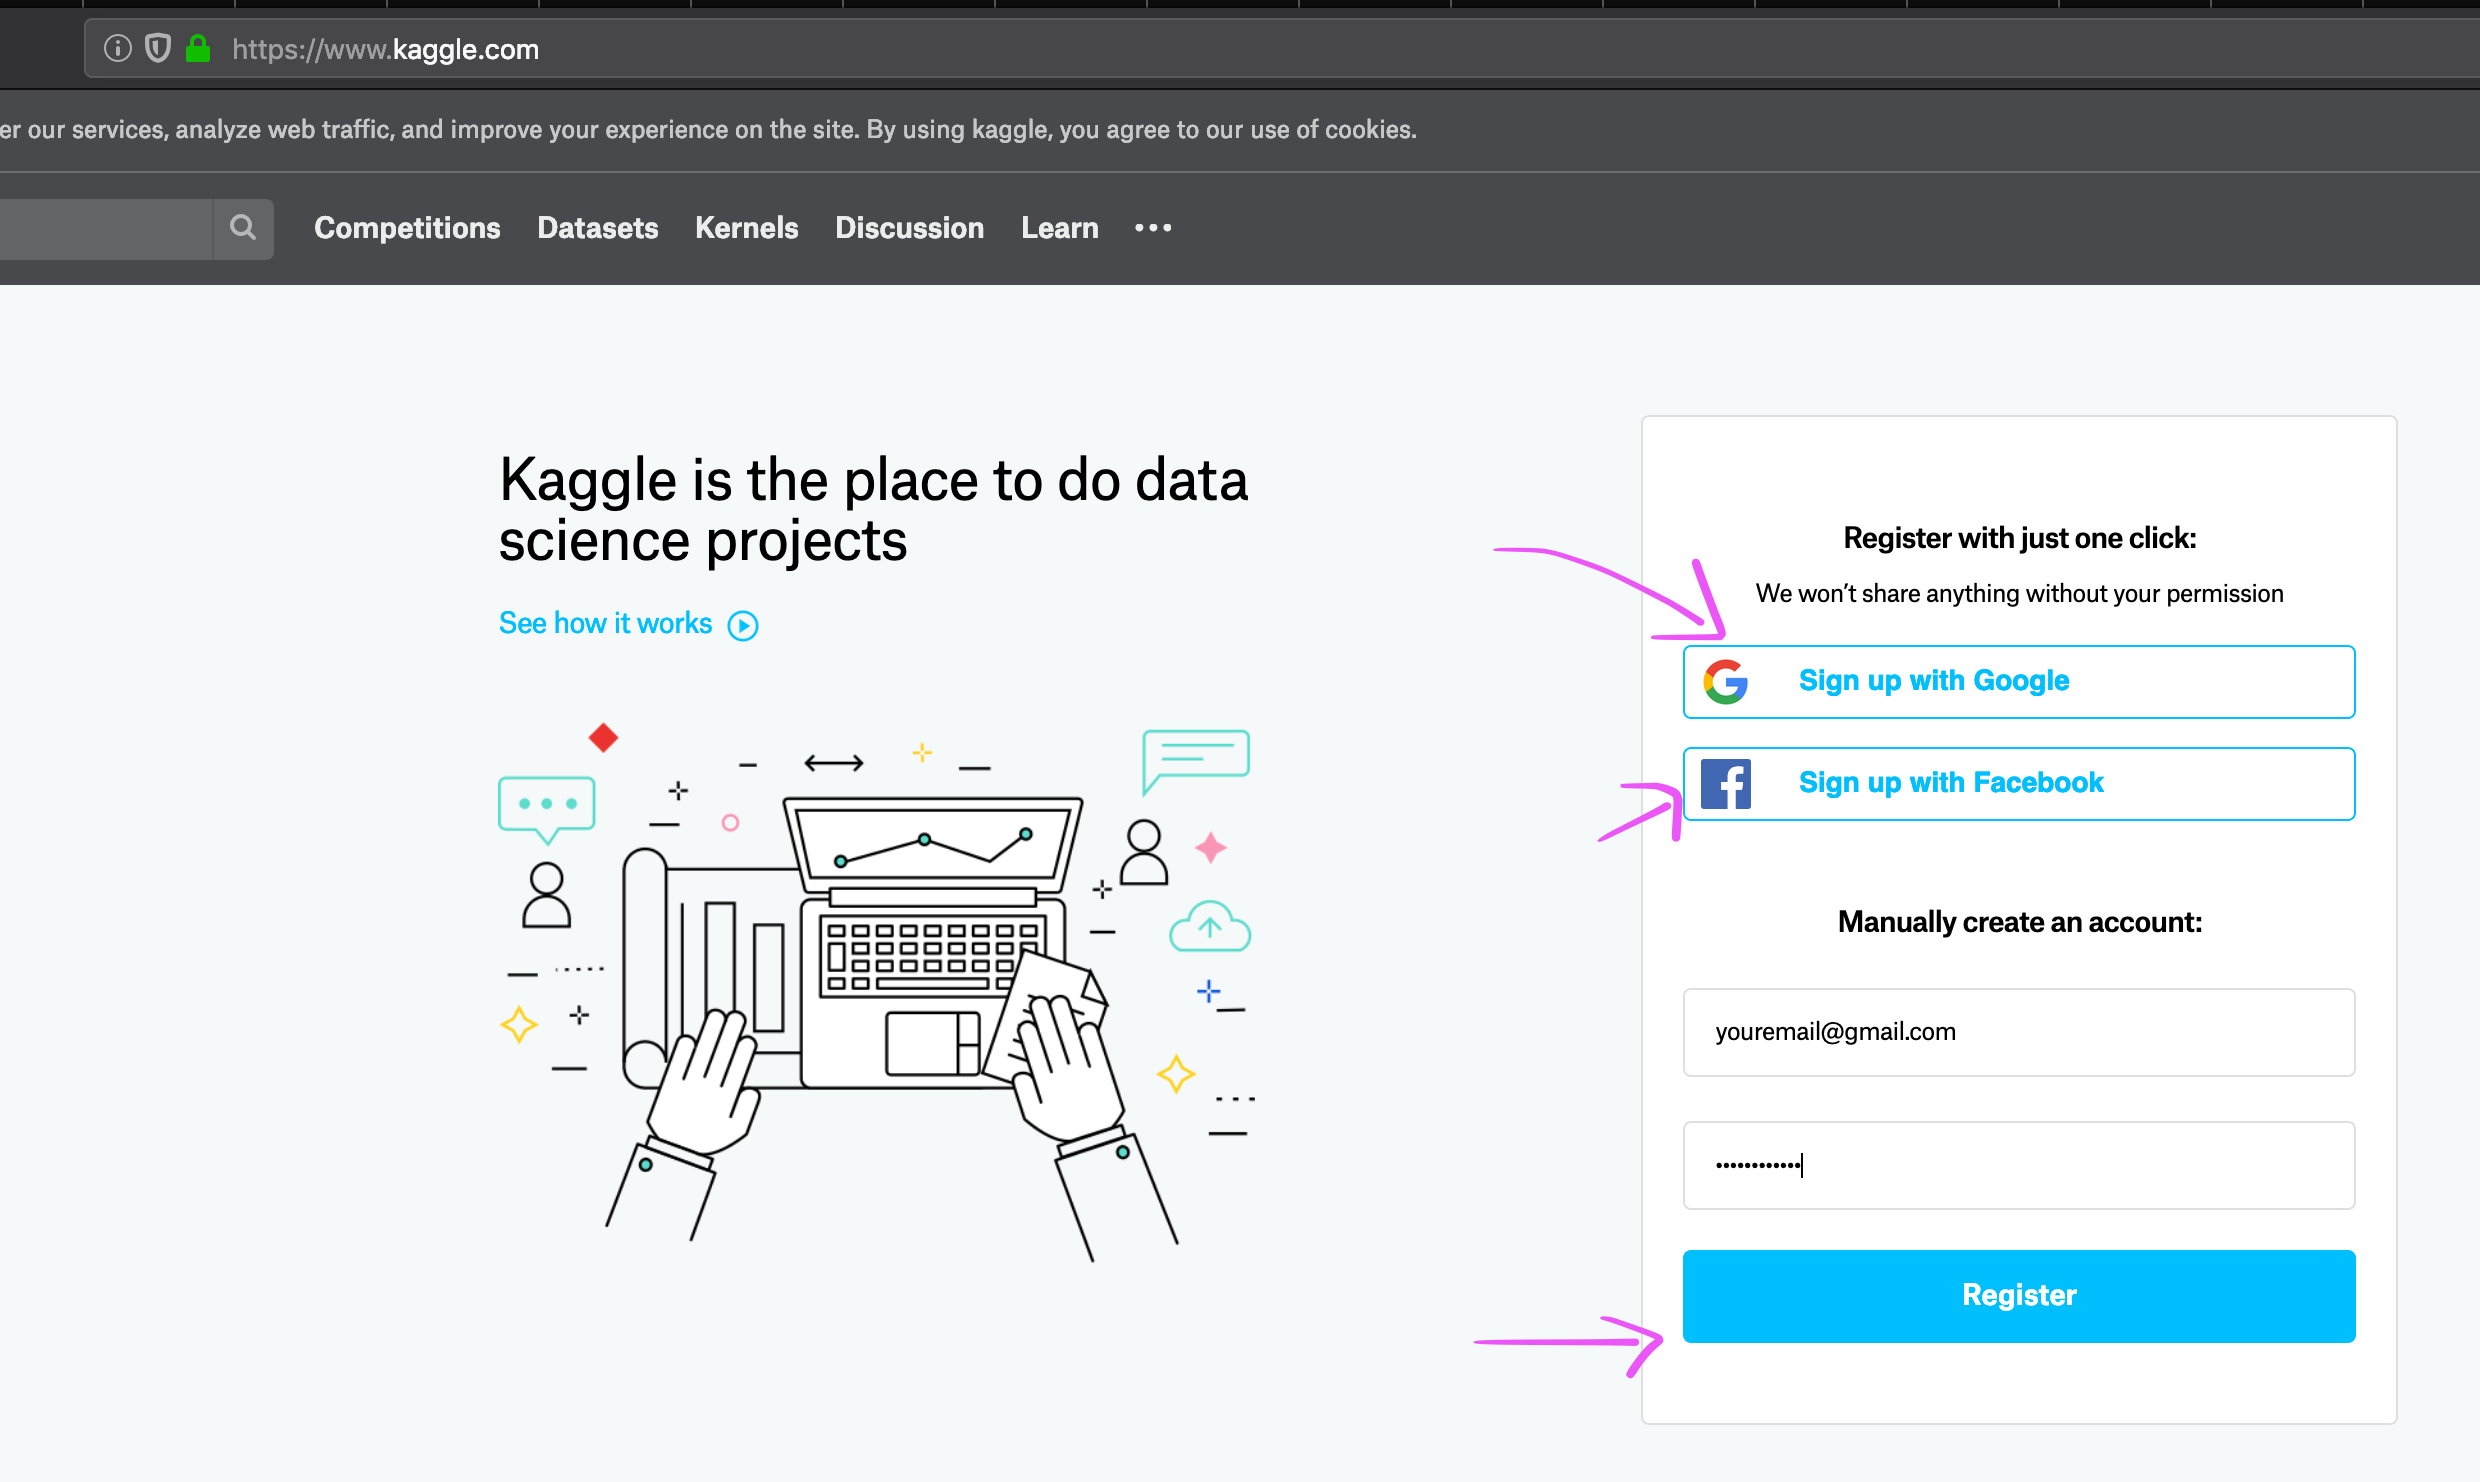 https://www.kaggle.com
er our services, analyze web traffic, and improve your experience on the site. By using kaggle, you agree to our use of cookies.
Competitions Datasets Kernels Discussion Learn •••
Kaggle is the place to do data
science projects
See how it works
Register with just one click:
We won't share anything without your permission
Sign up with Google
Sign up with Facebook
Manually create an account:
youremail@gmail.com
••••••••••••
Register